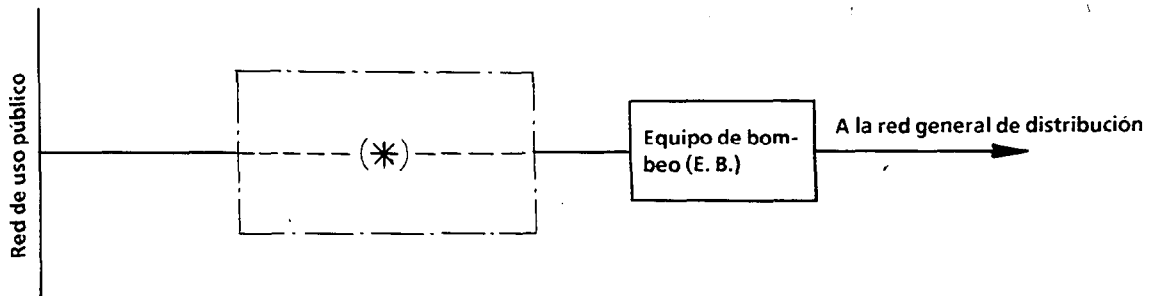 Red de uso público
(*)
Equipo de bom-
beo (E. B.)
A la red general de distribución